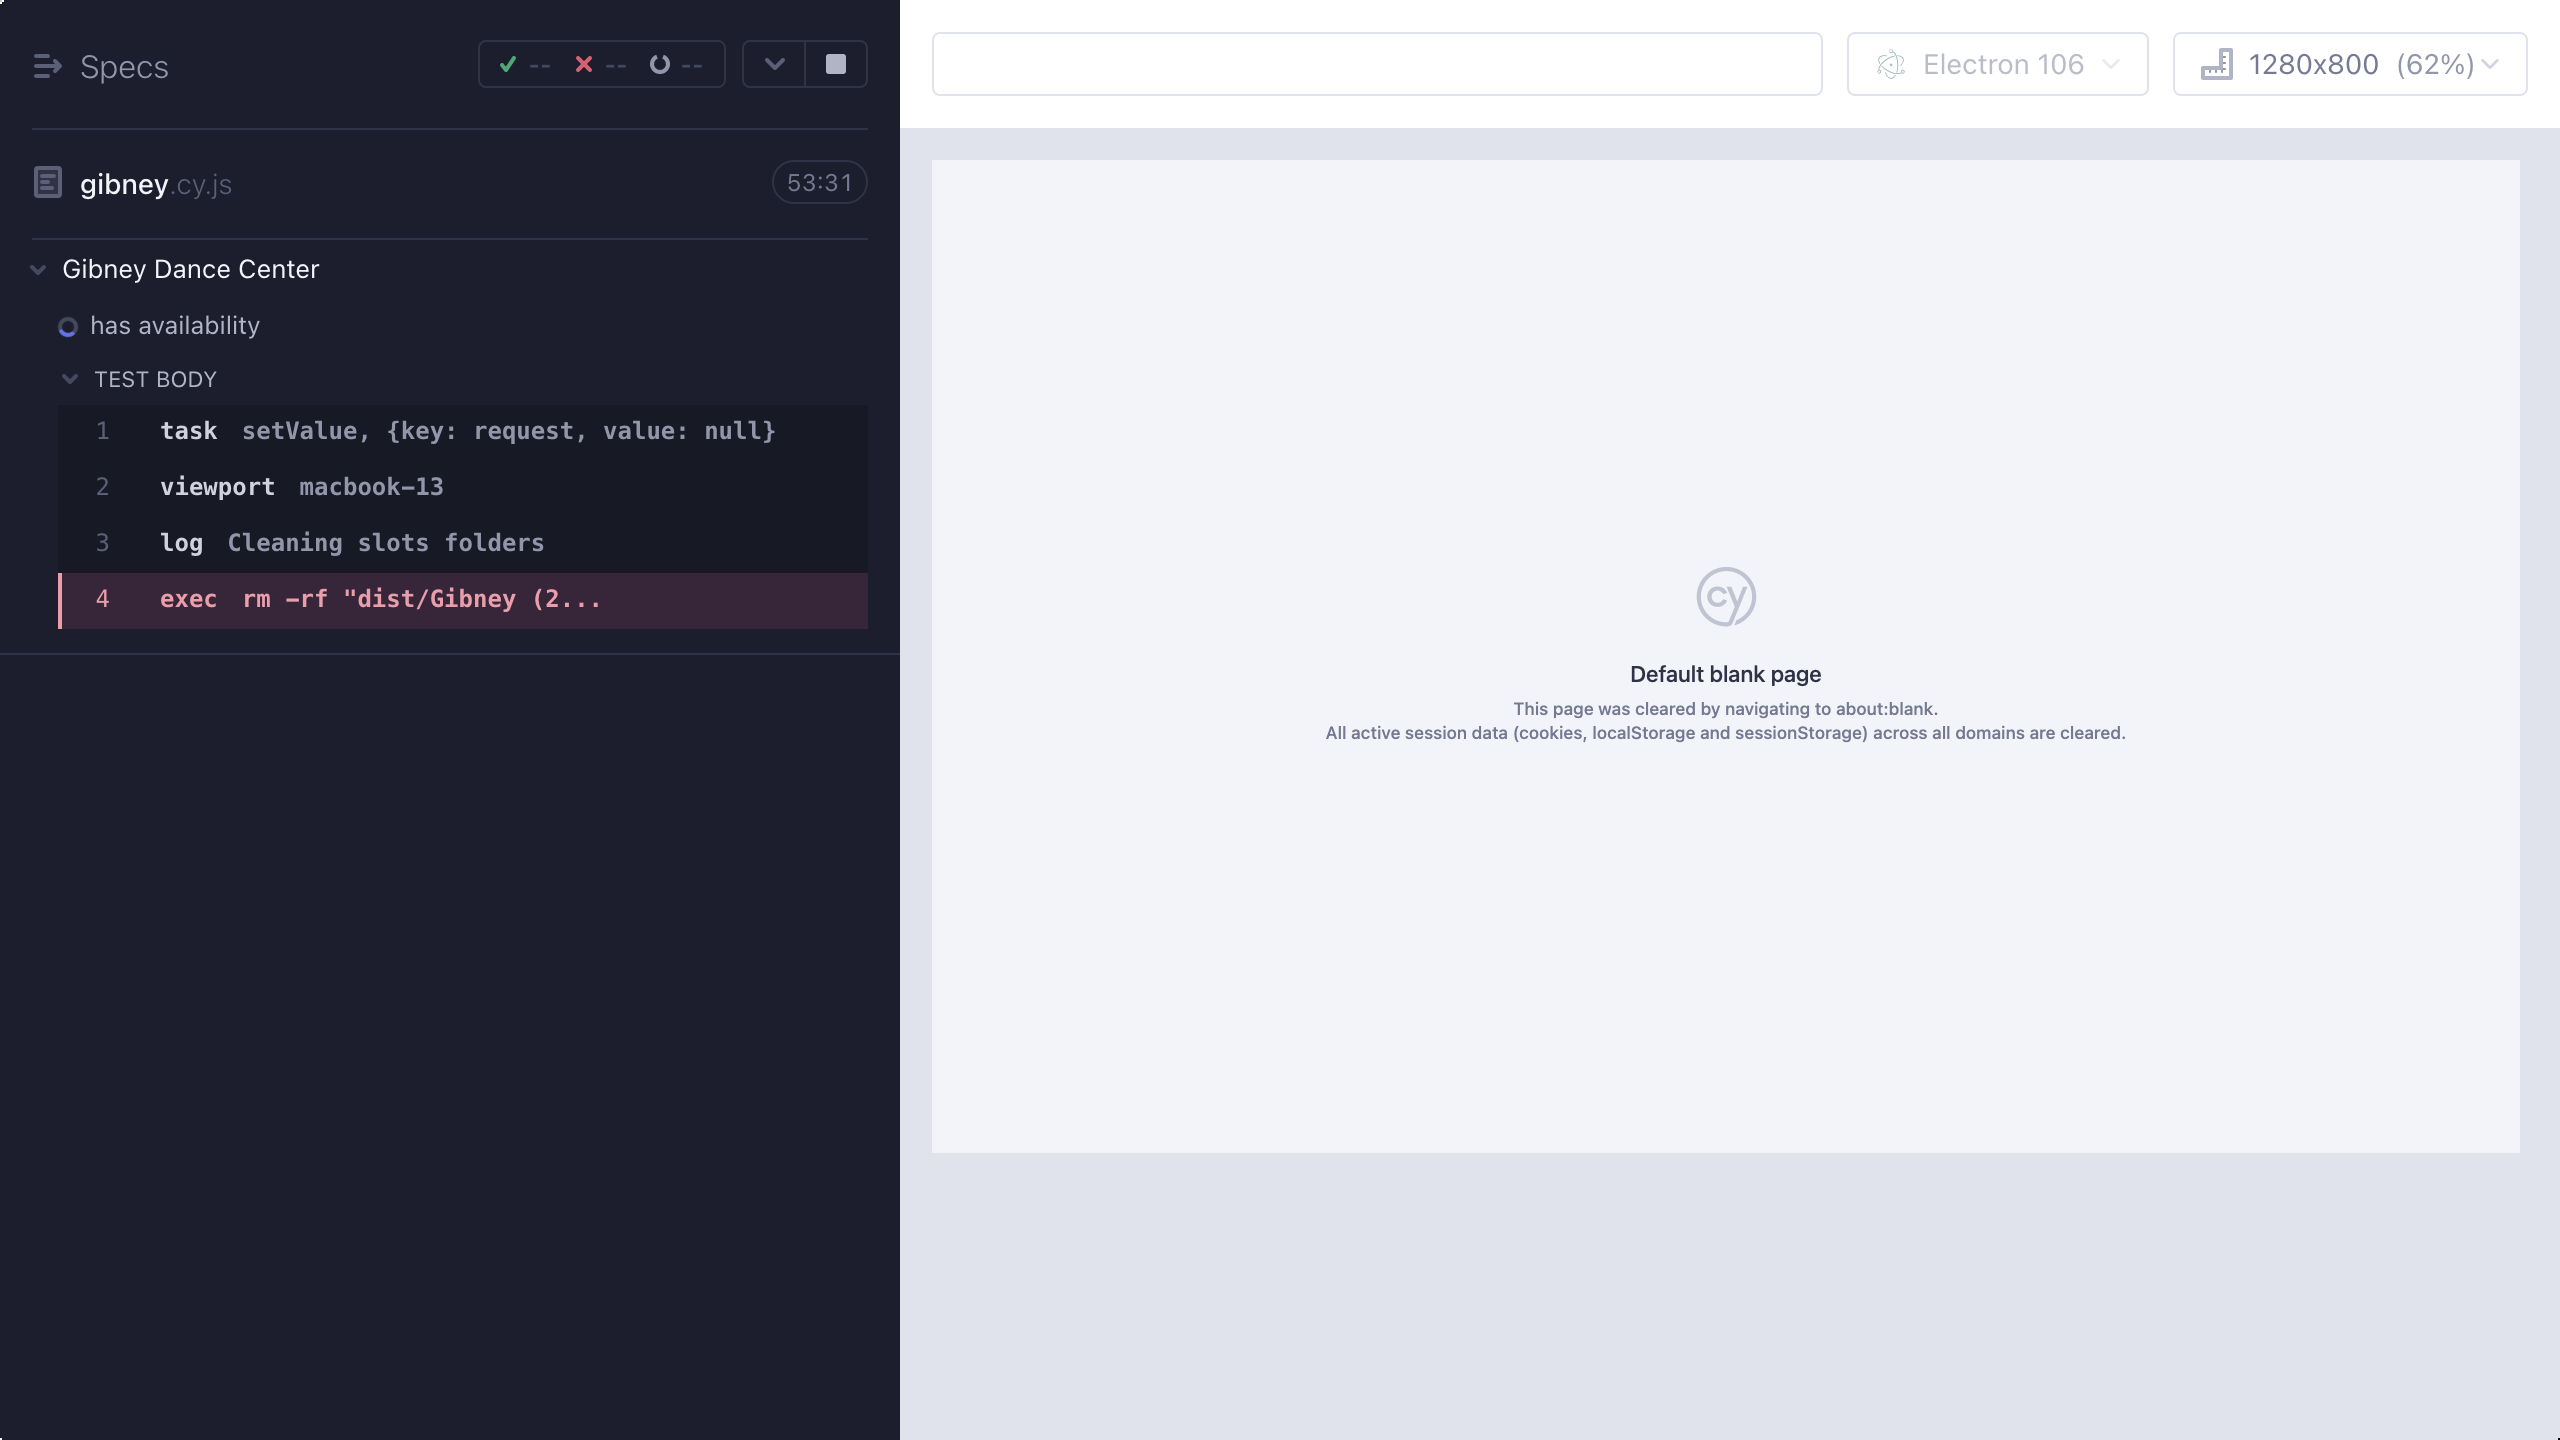 Specs
-- -- --
gibney.cy.js
53:31
Gibney Dance Center
has availability
TEST BODY
1 task setValue, {key: request, value: null}
2 viewport macbook-13
3 log Cleaning slots folders
4 exec rm -rf "dist/Gibney (2...
Electron 106
1280x800 (62%)
cy
Default blank page
This page was cleared by navigating to about:blank.
All active session data (cookies, localStorage and sessionStorage) across all domains are cleared.